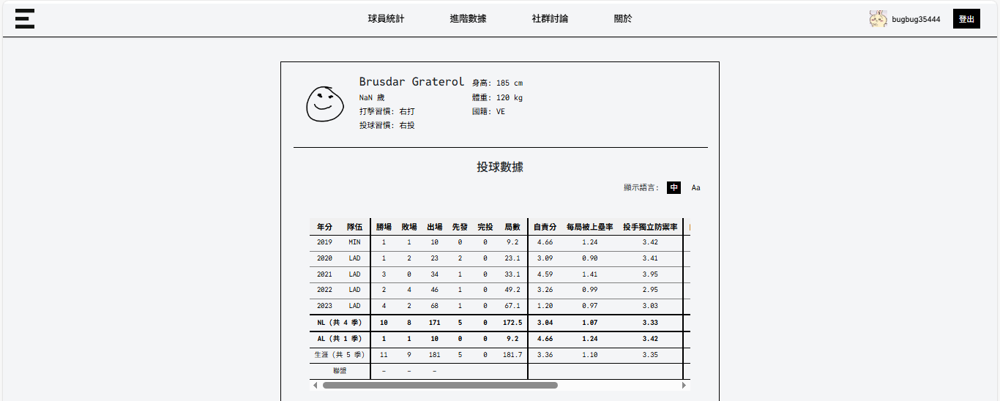 球員統計 進階數據 社群討論 關於 bugbug35444 登出
Brusdar Graterol 身高: 185 cm
NaN 歲 體重: 120 kg
打擊習慣: 右打 國籍: VE
投球習慣: 右投
投球數據
顯示語言: 中 Aa
年分 隊伍 勝場 敗場 出場 先發 完投 局數 自責分 每局被上壘率 投手獨立防禦率
2019 MIN 1 1 10 0 0 9.2 4.66 1.24 3.42
2020 LAD 1 2 23 2 0 23.1 3.09 0.90 3.41
2021 LAD 3 0 34 1 0 33.1 4.59 1.41 3.95
2022 LAD 2 4 46 1 0 49.2 3.26 0.99 2.95
2023 LAD 4 2 68 1 0 67.1 1.20 0.97 3.03
NL (共 4 季) 10 8 171 5 0 172.5 3.04 1.07 3.33
AL (共 1 季) 1 1 10 0 0 9.2 4.66 1.24 3.42
生涯 (共 5 季) 11 9 181 5 0 181.7 3.36 1.10 3.35
聯盟 – – –